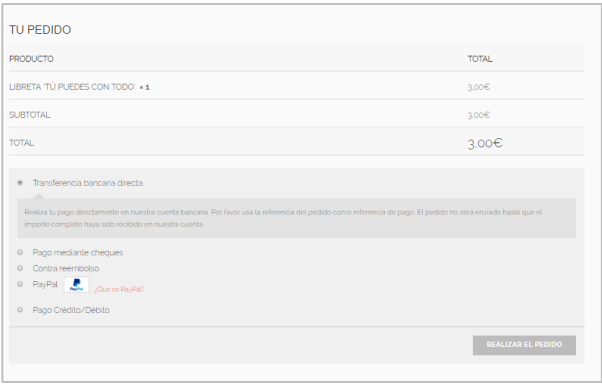 TU PEDIDO
PRODUCTO TOTAL
LIBRETA 'TÚ PUEDES CON TODO' × 1 3,00€
SUBTOTAL 3,00€
TOTAL 3,00€
Transferencia bancaria directa
Realiza tu pago directamente en nuestra cuenta bancaria. Por favor usa la referencia del pedido como referencia de pago. El pedido no será enviado hasta que el
importe completo haya sido recibido en nuestra cuenta.
Pago mediante cheques
Contra reembolso
PayPal PayPal ¿Qué es PayPal?
Pago Crédito/Débito
REALIZAR EL PEDIDO